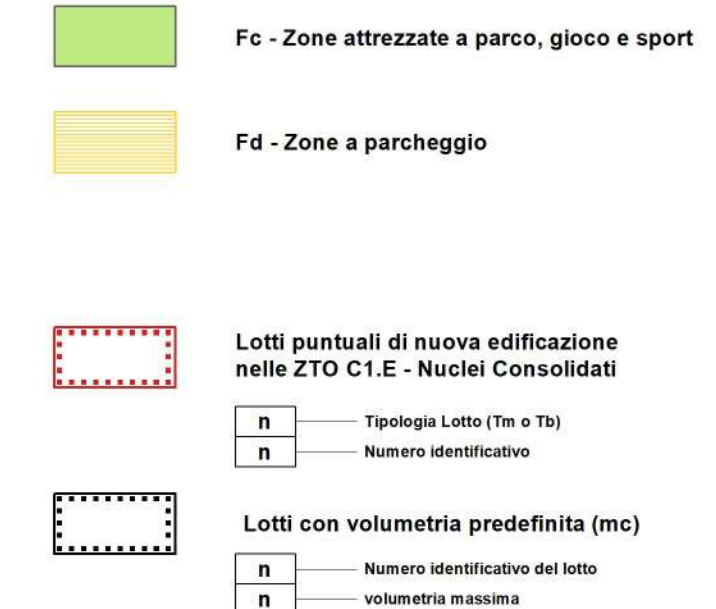 Fc - Zone attrezzate a parco, gioco e sport
Fd - Zone a parcheggio
Lotti puntuali di nuova edificazione
nelle ZTO C1.E - Nuclei Consolidati
n Tipologia Lotto (Tm o Tb)
n Numero identificativo
Lotti con volumetria predefinita (mc)
n Numero identificativo del lotto
n volumetria massima